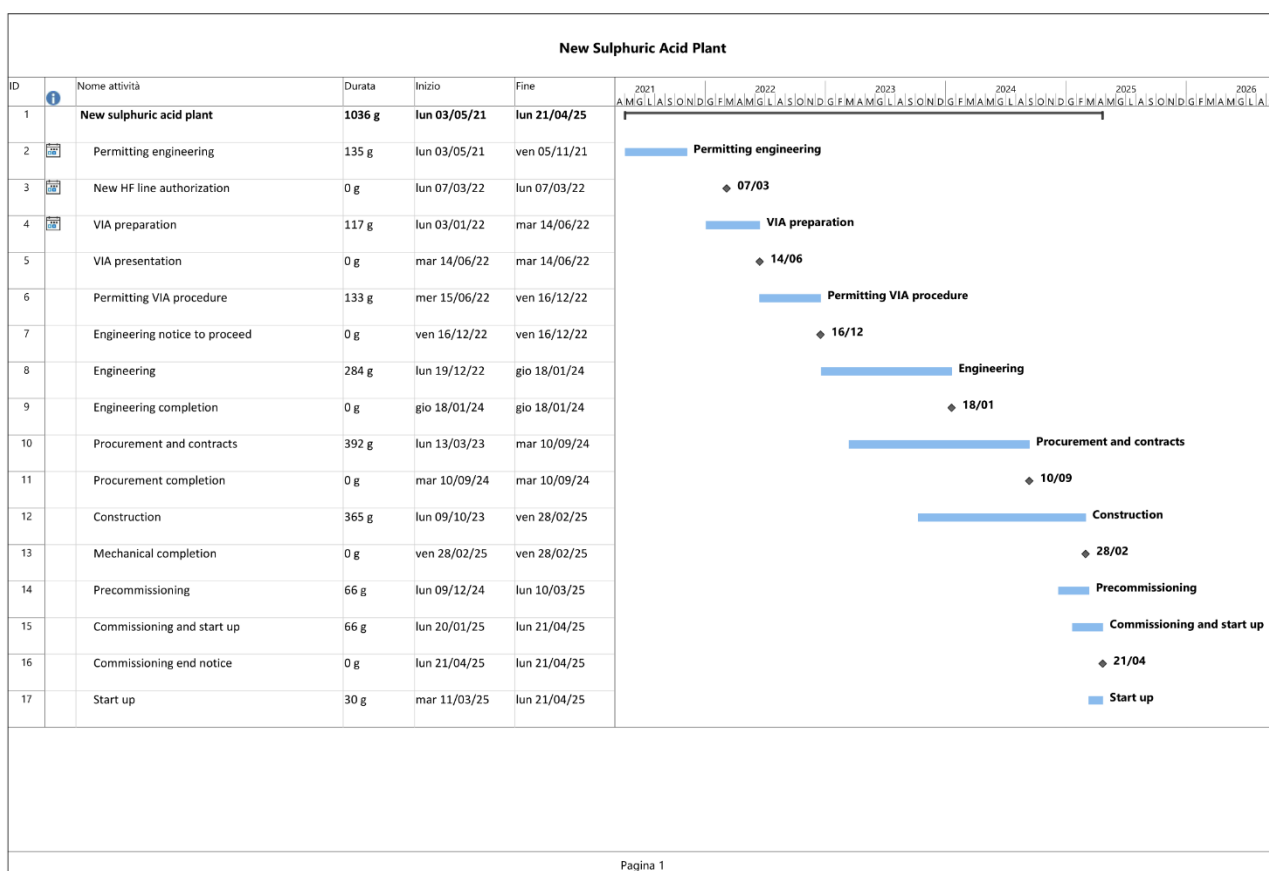 New Sulphuric Acid Plant
ID Nome attività Durata Inizio Fine 2021 2022 2023 2024 2025 2026
A M G L A S O N D G F M A M G L A S O N D G F M A M G L A S O N D G F M A M G L A S O N D G F M A M G L A S O N D G F M A M G L A
1 New sulphuric acid plant 1036 g lun 03/05/21 lun 21/04/25
2 Permitting engineering 135 g lun 03/05/21 ven 05/11/21 Permitting engineering
3 New HF line authorization 0 g lun 07/03/22 lun 07/03/22 07/03
4 VIA preparation 117 g lun 03/01/22 mar 14/06/22 VIA preparation
5 VIA presentation 0 g mar 14/06/22 mar 14/06/22 14/06
6 Permitting VIA procedure 133 g mer 15/06/22 ven 16/12/22 Permitting VIA procedure
7 Engineering notice to proceed 0 g ven 16/12/22 ven 16/12/22 16/12
8 Engineering 284 g lun 19/12/22 gio 18/01/24 Engineering
9 Engineering completion 0 g gio 18/01/24 gio 18/01/24 18/01
10 Procurement and contracts 392 g lun 13/03/23 mar 10/09/24 Procurement and contracts
11 Procurement completion 0 g mar 10/09/24 mar 10/09/24 10/09
12 Construction 365 g lun 09/10/23 ven 28/02/25 Construction
13 Mechanical completion 0 g ven 28/02/25 ven 28/02/25 28/02
14 Precommissioning 66 g lun 09/12/24 lun 10/03/25 Precommissioning
15 Commissioning and start up 66 g lun 20/01/25 lun 21/04/25 Commissioning and start up
16 Commissioning end notice 0 g lun 21/04/25 lun 21/04/25 21/04
17 Start up 30 g mar 11/03/25 lun 21/04/25 Start up
Pagina 1